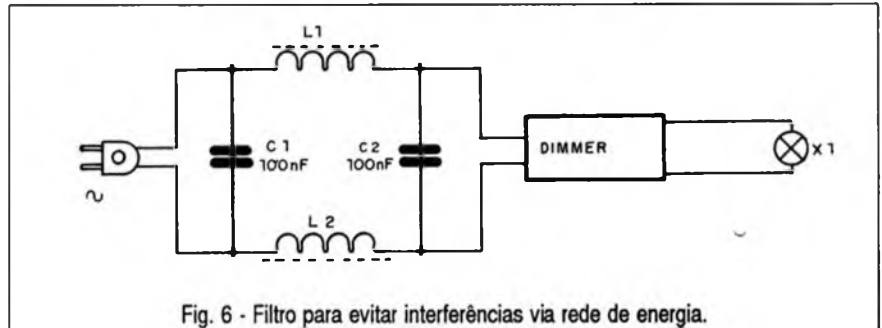 L1
C1
100nF
C2
100nF
DIMMER
X1
~
L2
Fig. 6 - Filtro para evitar interferências via rede de energia.